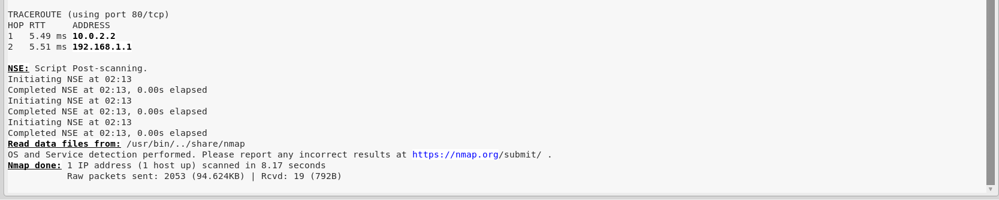 TRACEROUTE (using port 80/tcp)
HOP RTT     ADDRESS
1   5.49 ms 10.0.2.2
2   5.51 ms 192.168.1.1

NSE: Script Post-scanning.
Initiating NSE at 02:13
Completed NSE at 02:13, 0.00s elapsed
Initiating NSE at 02:13
Completed NSE at 02:13, 0.00s elapsed
Initiating NSE at 02:13
Completed NSE at 02:13, 0.00s elapsed
Read data files from: /usr/bin/../share/nmap
OS and Service detection performed. Please report any incorrect results at https://nmap.org/submit/ .
Nmap done: 1 IP address (1 host up) scanned in 8.17 seconds
           Raw packets sent: 2053 (94.624KB) | Rcvd: 19 (792B)